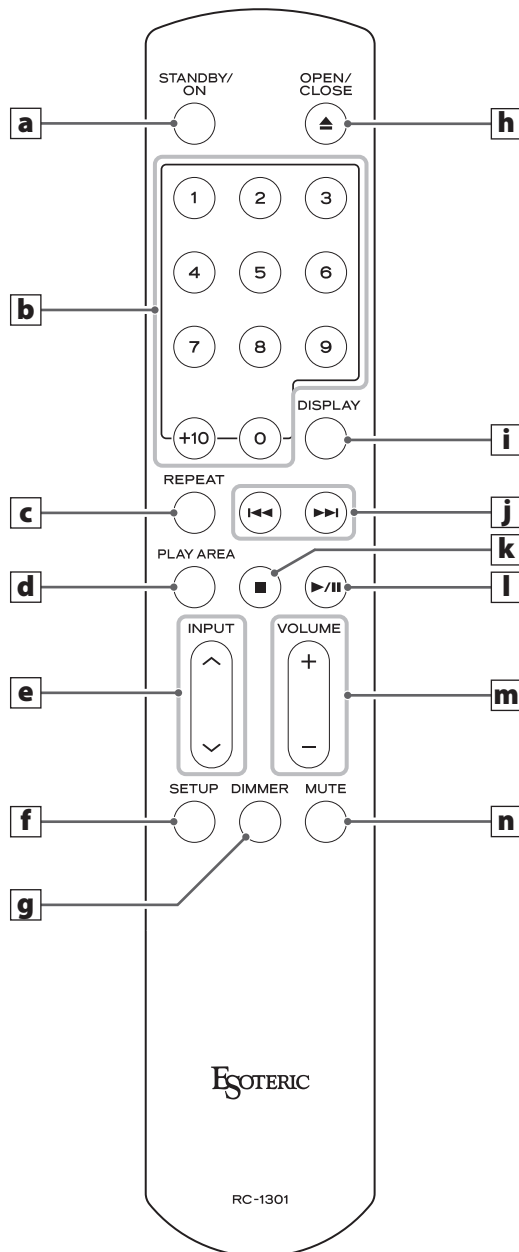 STANDBY/ OPEN/
ON CLOSE
a h
1 2 3
4 5 6
b
7 8 9
DISPLAY
+10 0 i
REPEAT
c j
k
PLAY AREA
d l
INPUT VOLUME
+
e m
−
SETUP DIMMER MUTE
f n
g
ESOTERIC
RC-1301